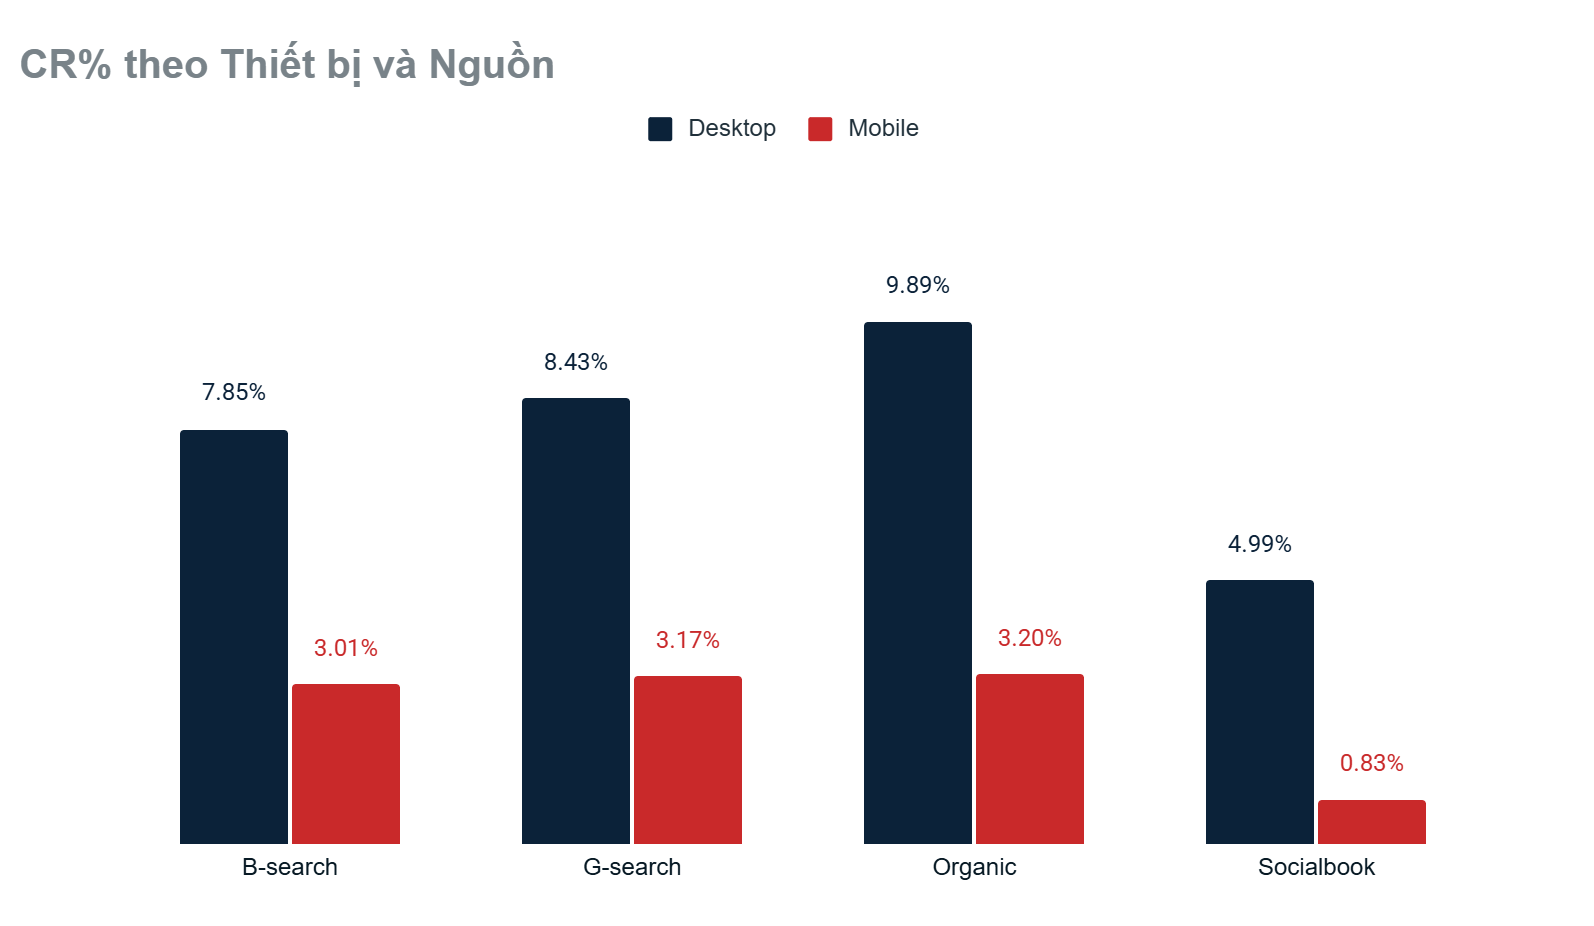 CR% theo Thiết bị và Nguồn
Desktop Mobile
9.89%
8.43%
7.85%
4.99%
3.01%
3.17%
3.20%
0.83%
B-search G-search Organic Socialbook